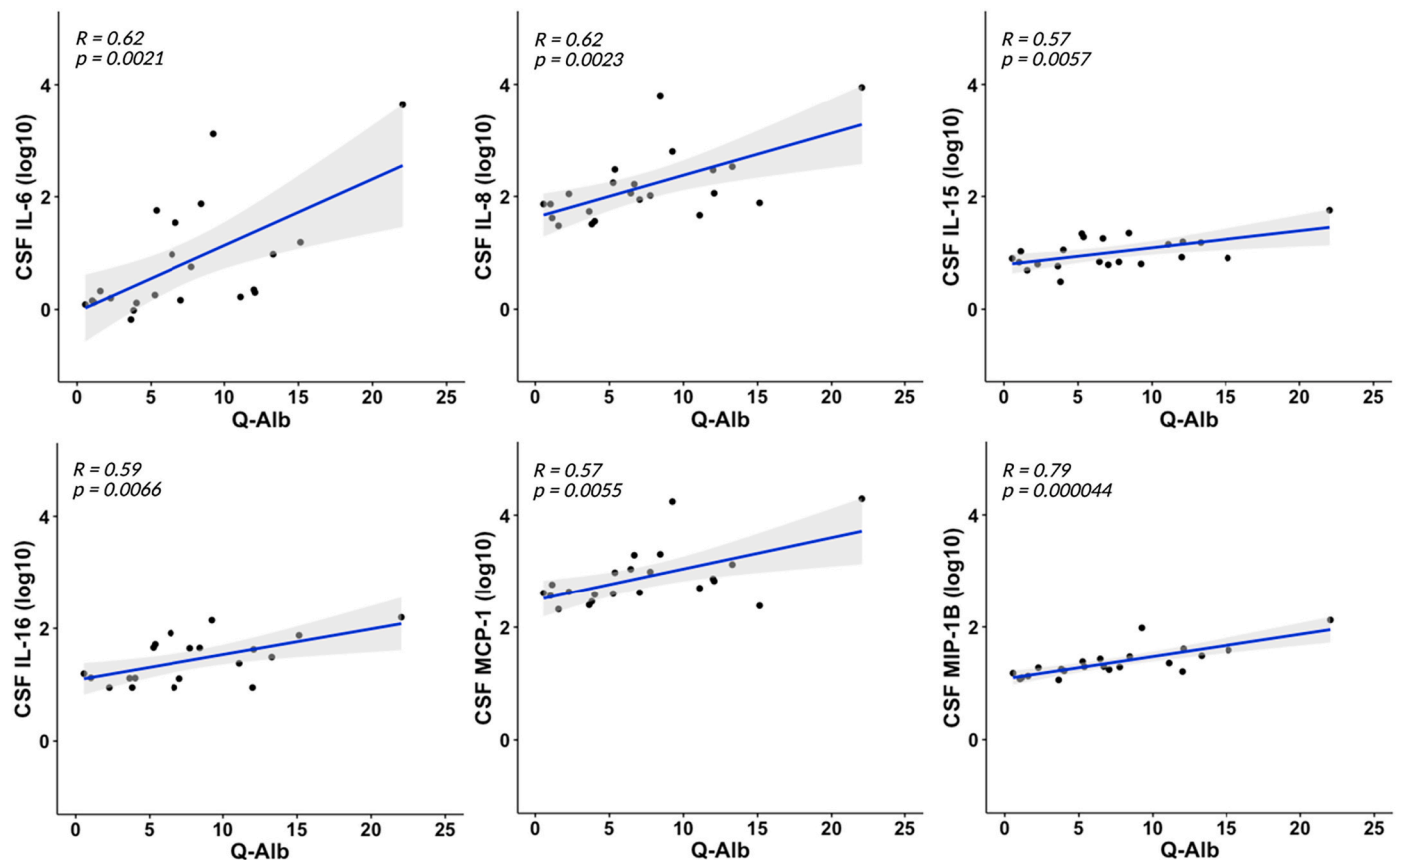 R = 0.62
p = 0.0021
CSF IL-6 (log10)
4
2
0
0 5 10 15 20 25
Q-Alb
R = 0.62
p = 0.0023
CSF IL-8 (log10)
4
2
0
0 5 10 15 20 25
Q-Alb
R = 0.57
p = 0.0057
CSF IL-15 (log10)
4
2
0
0 5 10 15 20 25
Q-Alb
R = 0.59
p = 0.0066
CSF IL-16 (log10)
4
2
0
0 5 10 15 20 25
Q-Alb
R = 0.57
p = 0.0055
CSF MCP-1 (log10)
4
2
0
0 5 10 15 20 25
Q-Alb
R = 0.79
p = 0.000044
CSF MIP-1B (log10)
4
2
0
0 5 10 15 20 25
Q-Alb